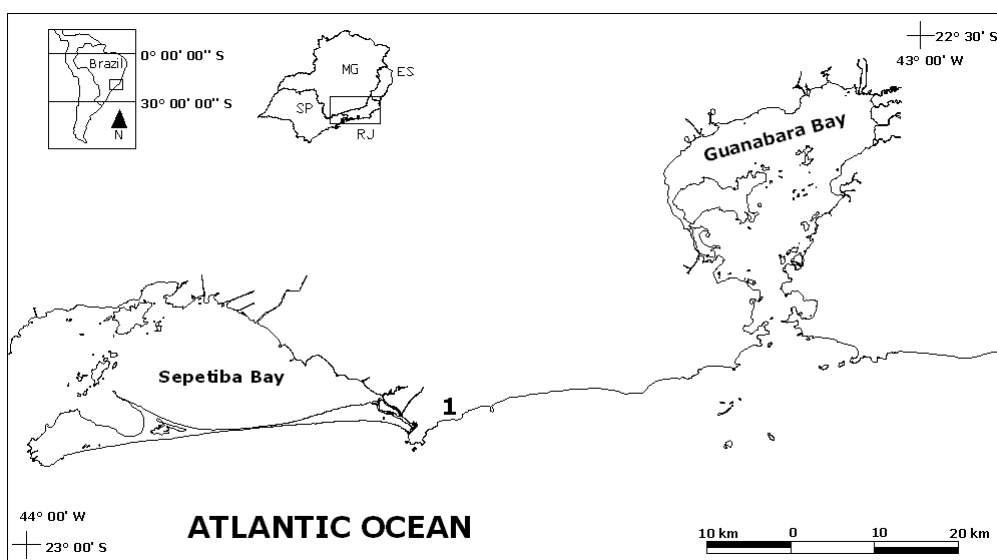 0° 00' 00" S
Brazil
30° 00' 00" S
N
MG
ES
SP
RJ
22° 30' S
43° 00' W
Guanabara Bay
Sepetiba Bay
1
44° 00' W
23° 00' S
ATLANTIC OCEAN
10 km 0 10 20 km